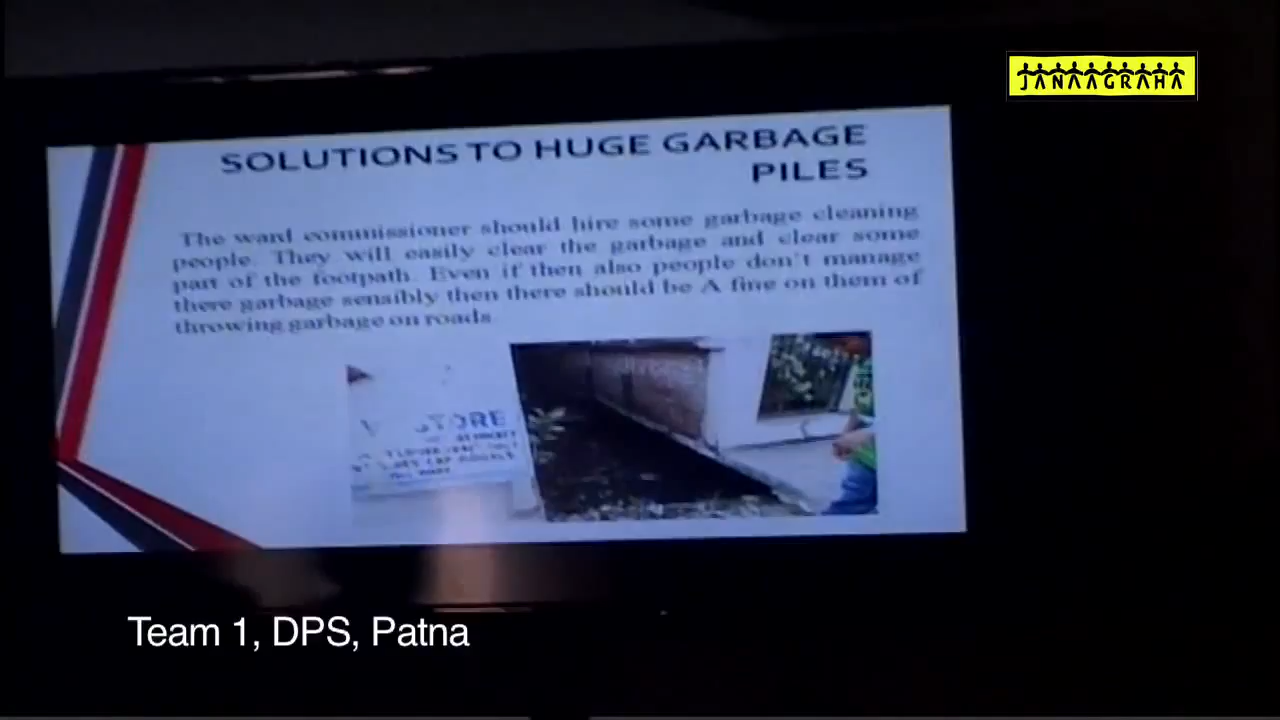 JANAAGRAHA
SOLUTIONS TO HUGE GARBAGE
PILES
The ward commissioner should hire some garbage cleaning
people. They will easily clear the garbage and clear some
part of the footpath. Even if then also people don't manage
there garbage sensibly then there should be A fine on them of
throwing garbage on roads
STORE
Team 1, DPS, Patna